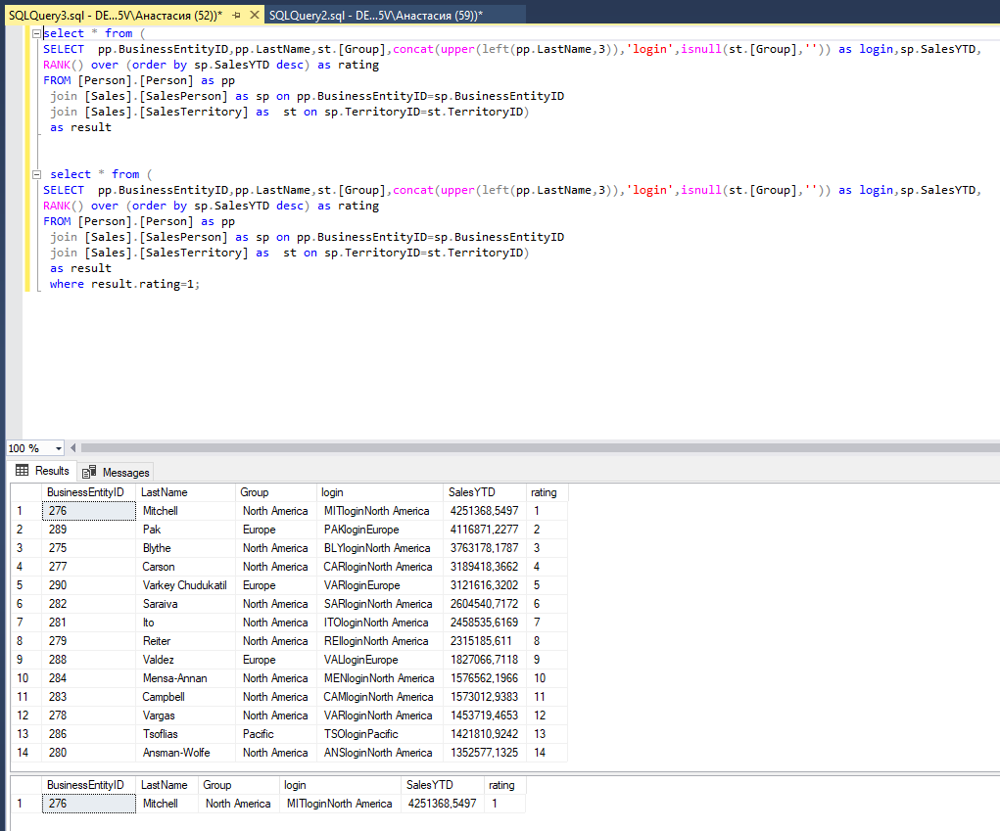 SQLQuery3.sql - DE...5V\Анастасия (52))* SQLQuery2.sql - DE...5V\Анастасия (59))*
select * from (
SELECT pp.BusinessEntityID,pp.LastName,st.[Group],concat(upper(left(pp.LastName,3)),'login',isnull(st.[Group],'')) as login,sp.SalesYTD,
RANK() over (order by sp.SalesYTD desc) as rating
FROM [Person].[Person] as pp
join [Sales].[SalesPerson] as sp on pp.BusinessEntityID=sp.BusinessEntityID
join [Sales].[SalesTerritory] as st on sp.TerritoryID=st.TerritoryID)
as result
select * from (
SELECT pp.BusinessEntityID,pp.LastName,st.[Group],concat(upper(left(pp.LastName,3)),'login',isnull(st.[Group],'')) as login,sp.SalesYTD,
RANK() over (order by sp.SalesYTD desc) as rating
FROM [Person].[Person] as pp
join [Sales].[SalesPerson] as sp on pp.BusinessEntityID=sp.BusinessEntityID
join [Sales].[SalesTerritory] as st on sp.TerritoryID=st.TerritoryID)
as result
where result.rating=1;
100 %
Results Messages
BusinessEntityID LastName Group login SalesYTD rating
1 276 Mitchell North America MITloginNorth America 4251368,5497 1
2 289 Pak Europe PAKloginEurope 4116871,2277 2
3 275 Blythe North America BLYloginNorth America 3763178,1787 3
4 277 Carson North America CARloginNorth America 3189418,3662 4
5 290 Varkey Chudukatil Europe VARloginEurope 3121616,3202 5
6 282 Saraiva North America SARloginNorth America 2604540,7172 6
7 281 Ito North America ITOloginNorth America 2458535,6169 7
8 279 Reiter North America REIloginNorth America 2315185,611 8
9 288 Valdez Europe VALloginEurope 1827066,7118 9
10 284 Mensa-Annan North America MENloginNorth America 1576562,1966 10
11 283 Campbell North America CAMloginNorth America 1573012,9383 11
12 278 Vargas North America VARloginNorth America 1453719,4653 12
13 286 Tsoflias Pacific TSOloginPacific 1421810,9242 13
14 280 Ansman-Wolfe North America ANSloginNorth America 1352577,1325 14
BusinessEntityID LastName Group login SalesYTD rating
1 276 Mitchell North America MITloginNorth America 4251368,5497 1